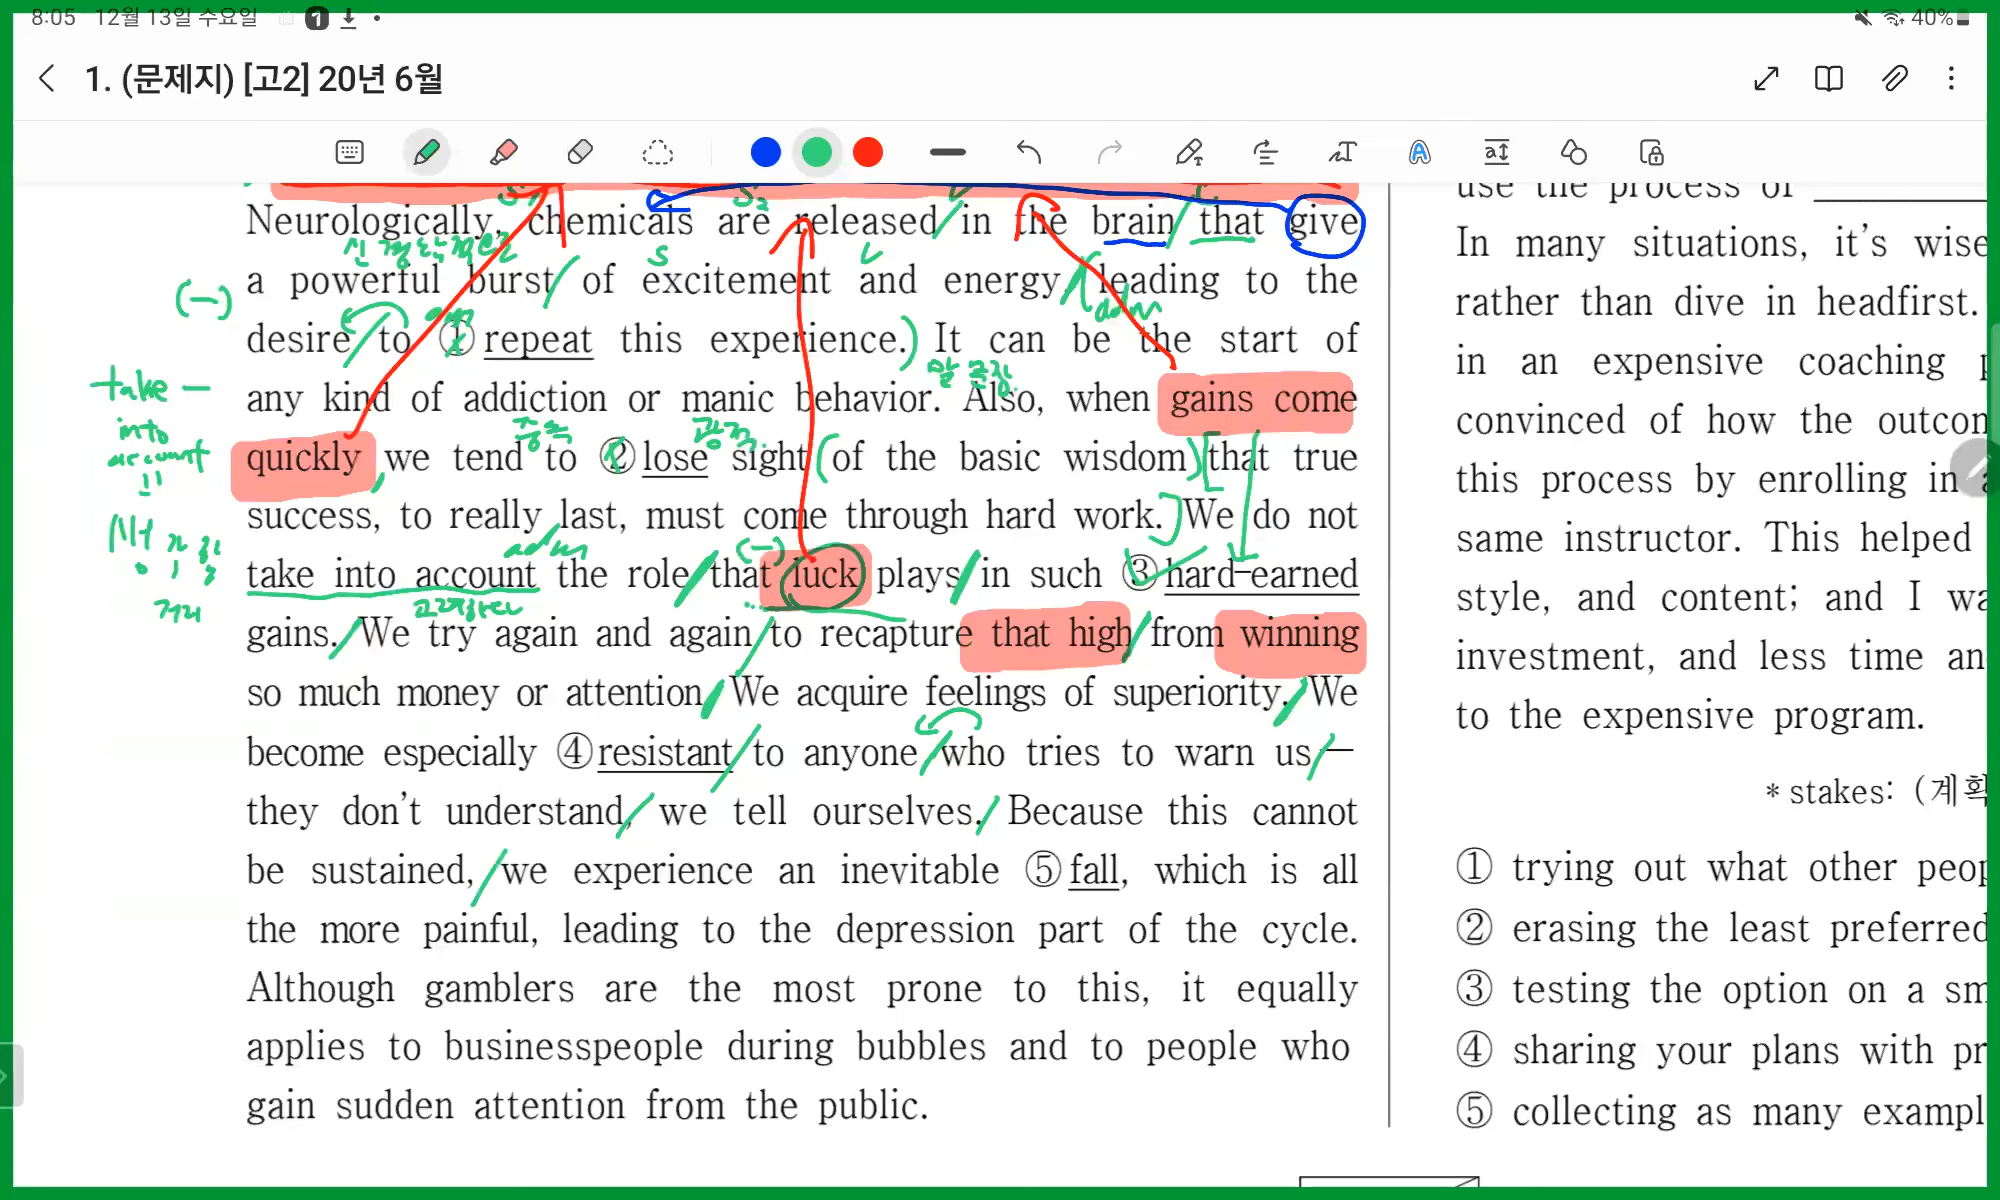 8:05 12월 13일 수요일
40%
1. (문제지) [고2] 20년 6월
Neurologically, chemicals are released in the brain that give
a powerful burst of excitement and energy, leading to the
desire to ① repeat this experience. It can be the start of
any kind of addiction or manic behavior. Also, when gains come
quickly, we tend to ② lose sight of the basic wisdom that true
success, to really last, must come through hard work. We do not
take into account the role that luck plays in such ③ hard-earned
gains. We try again and again to recapture that high from winning
so much money or attention. We acquire feelings of superiority. We
become especially ④ resistant to anyone who tries to warn us —
they don't understand, we tell ourselves. Because this cannot
be sustained, we experience an inevitable ⑤ fall, which is all
the more painful, leading to the depression part of the cycle.
Although gamblers are the most prone to this, it equally
applies to businesspeople during bubbles and to people who
gain sudden attention from the public.
S₂
S
V
(-)
adm
중독
광적
take -
into
account
adm
(-)
고려하다
use the process of
In many situations, it's wise
rather than dive in headfirst.
in an expensive coaching
convinced of how the outcon
this process by enrolling in
same instructor. This helped
style, and content; and I wa
investment, and less time an
to the expensive program.
* stakes: (계획
① trying out what other peop
② erasing the least preferred
③ testing the option on a sm
④ sharing your plans with pr
⑤ collecting as many exampl